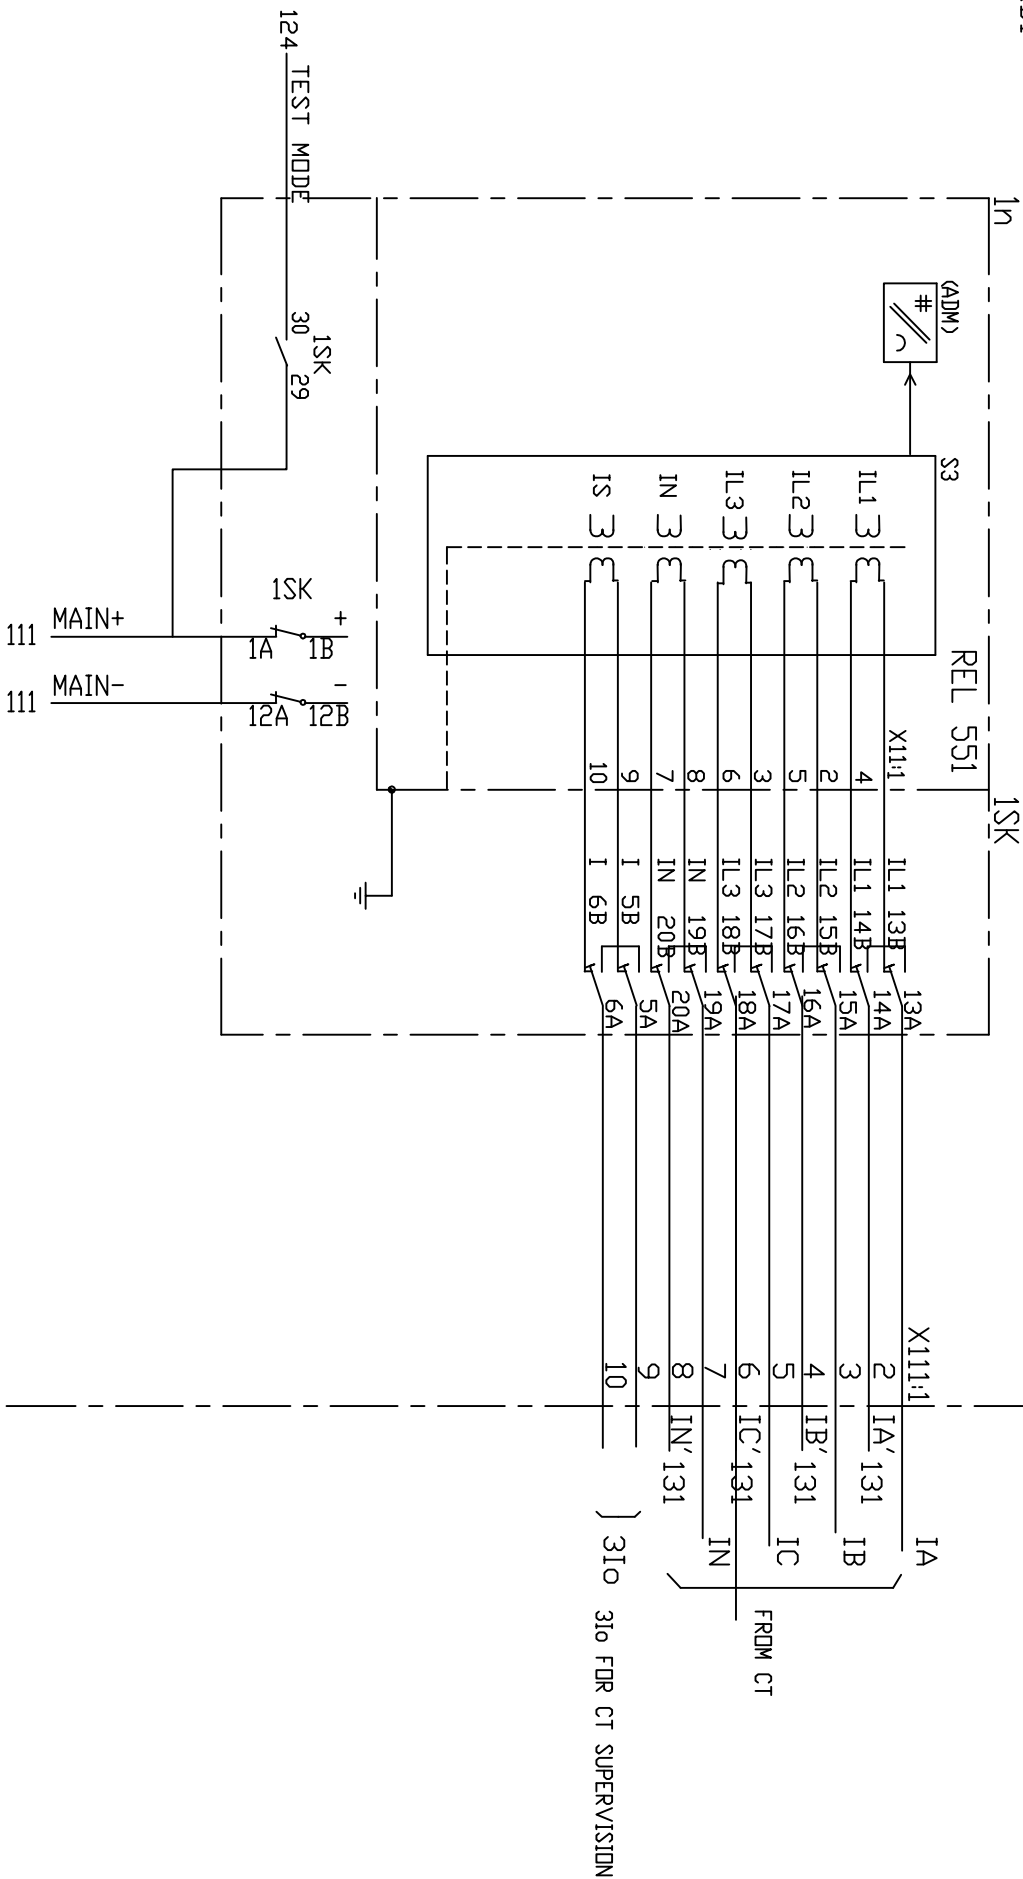 1n
(ADM)
#
S3
IL1
IL2
IL3
IN
IS
REL 551
X11:1
4
2
5
3
6
8
7
9
10
1SK
IL1 13B
IL1 14B
IL2 15B
IL2 16B
IL3 17B
IL3 18B
IN 19B
IN 20B
I 5B
I 6B
13A
14A
15A
16A
17A
18A
19A
20A
5A
6A
X111:1
2
3
4
5
6
7
8
9
10
IA
IA' 131
IB
IB' 131
IC
IC' 131
IN
IN' 131
FROM CT
3Io
3Io FOR CT SUPERVISION
124
TEST MODE
30
1SK
29
1SK
111
MAIN+
1A
1B
+
111
MAIN-
12A
12B
-